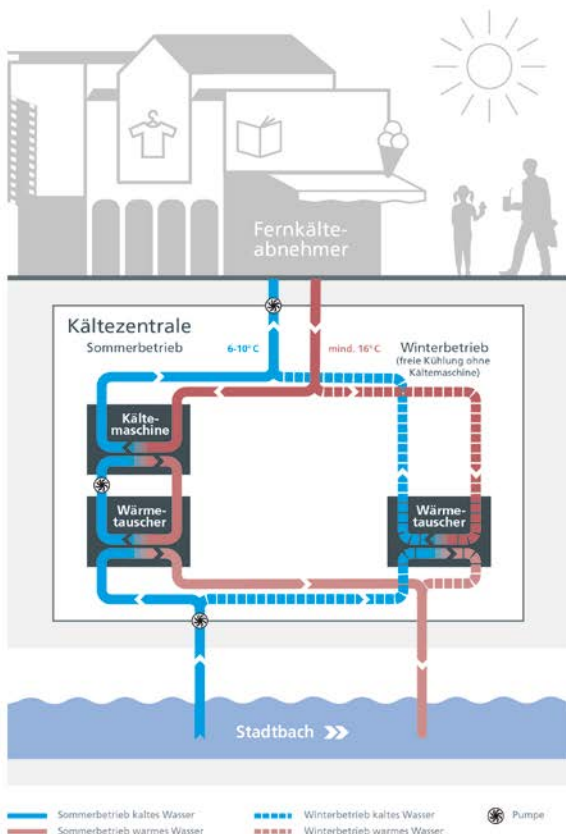 Fernkälte-
abnehmer
Kältezentrale
Sommerbetrieb
6-10° C
mind. 16° C
Winterbetrieb
(freie Kühlung ohne
Kältemaschine)
Kälte-
maschine
Wärme-
tauscher
Wärme-
tauscher
Stadtbach
Sommerbetrieb kaltes Wasser
Winterbetrieb kaltes Wasser
Pumpe
Sommerbetrieb warmes Wasser
Winterbetrieb warmes Wasser